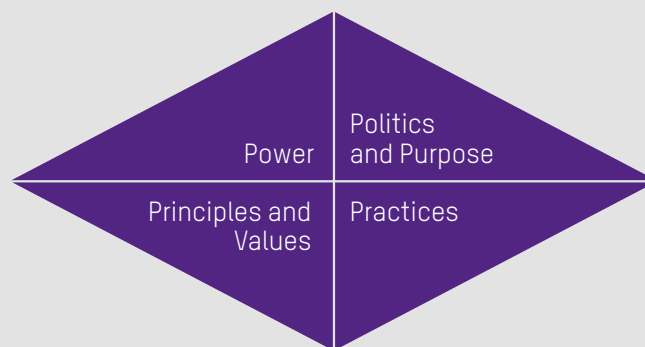 Power
Politics
and Purpose
Principles and
Values
Practices